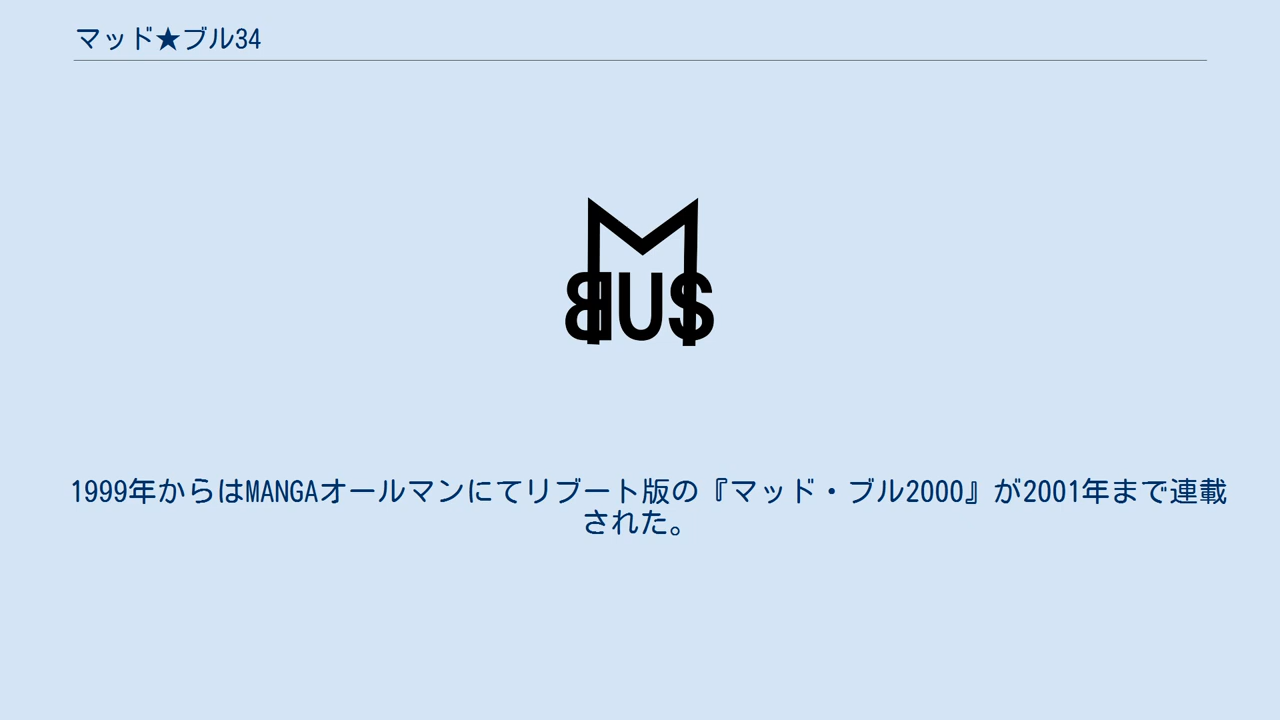 マッド★ブル34
M
BUS
1999年からはMANGAオールマンにてリブート版の『マッド・ブル2000』が2001年まで連載
された。